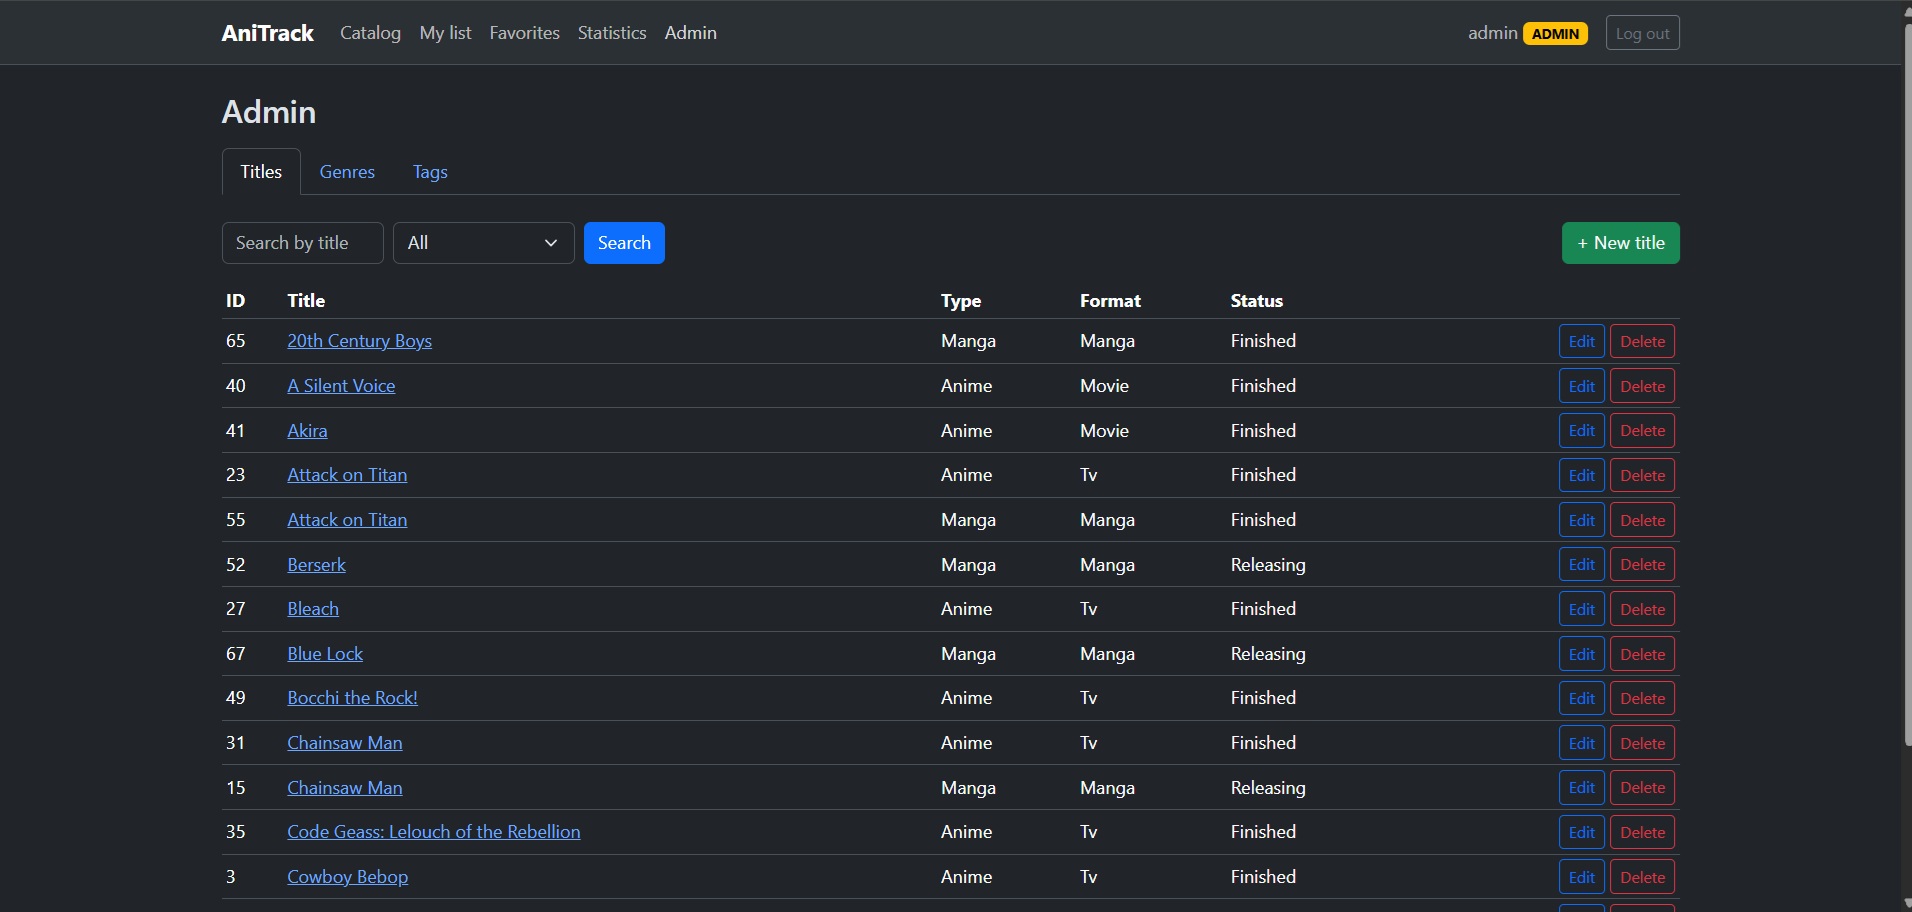 AniTrack Catalog My list Favorites Statistics Admin admin ADMIN Log out
Admin
Titles Genres Tags
Search by title All Search + New title
ID Title Type Format Status
65 20th Century Boys Manga Manga Finished Edit Delete
40 A Silent Voice Anime Movie Finished Edit Delete
41 Akira Anime Movie Finished Edit Delete
23 Attack on Titan Anime Tv Finished Edit Delete
55 Attack on Titan Manga Manga Finished Edit Delete
52 Berserk Manga Manga Releasing Edit Delete
27 Bleach Anime Tv Finished Edit Delete
67 Blue Lock Manga Manga Releasing Edit Delete
49 Bocchi the Rock! Anime Tv Finished Edit Delete
31 Chainsaw Man Anime Tv Finished Edit Delete
15 Chainsaw Man Manga Manga Releasing Edit Delete
35 Code Geass: Lelouch of the Rebellion Anime Tv Finished Edit Delete
3 Cowboy Bebop Anime Tv Finished Edit Delete